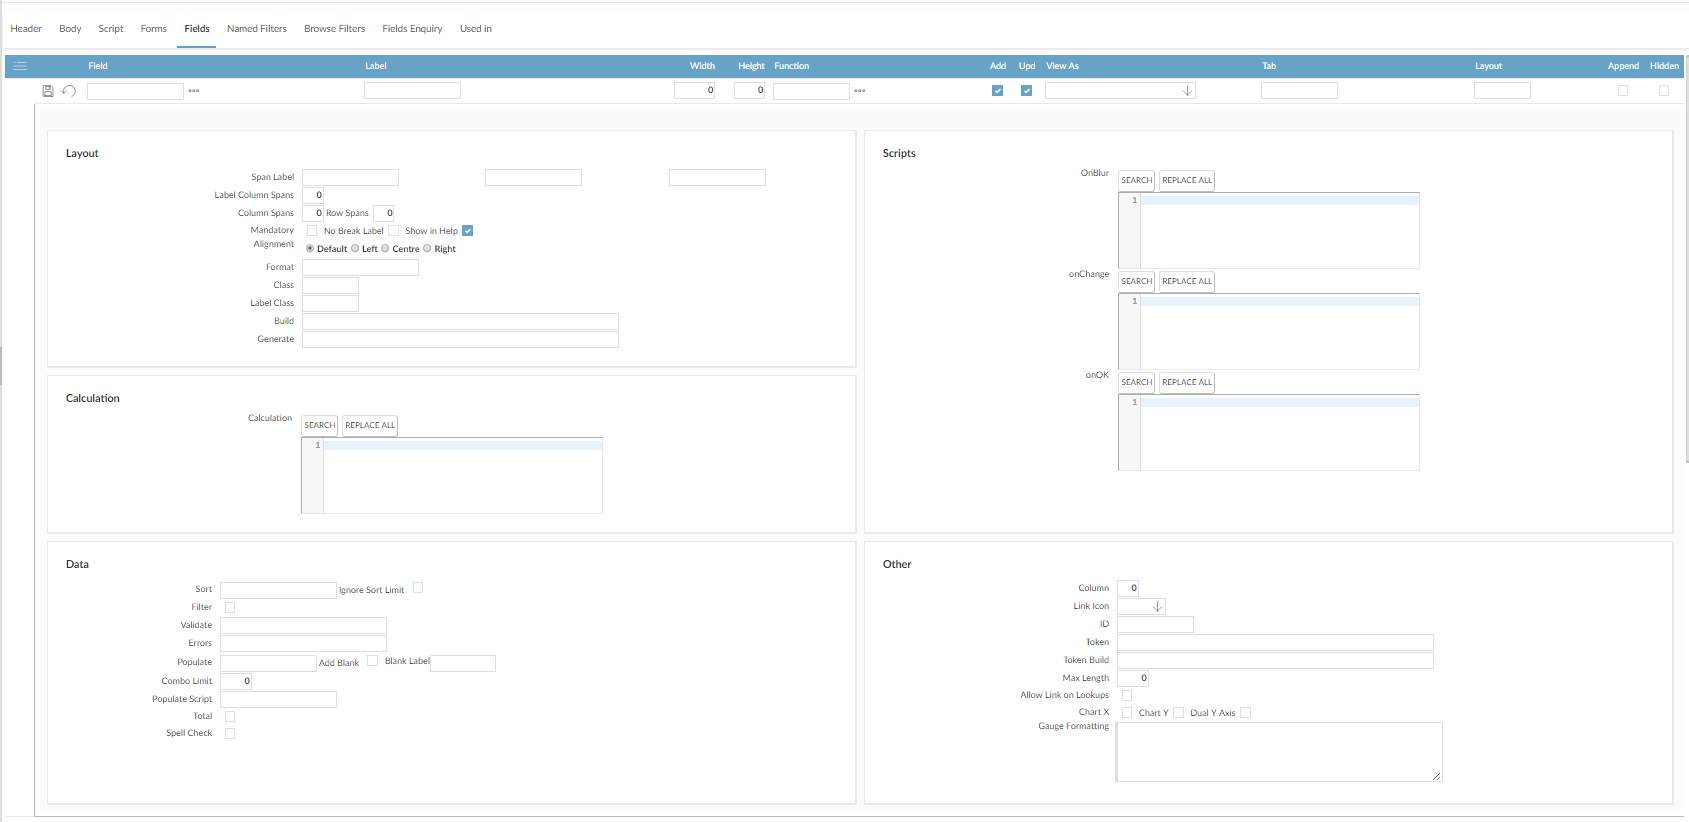 Header Body Script Forms Fields Named Filters Browse Filters Fields Enquiry Used in
Field Label Width Height Function Add Upd View As Tab Layout Append Hidden
0 0
Layout
Span Label
Label Column Spans 0
Column Spans 0 Row Spans 0
Mandatory No Break Label Show in Help
Alignment Default Left Centre Right
Format
Class
Label Class
Build
Generate
Calculation
Calculation SEARCH REPLACE ALL
1
Scripts
OnBlur SEARCH REPLACE ALL
1
onChange SEARCH REPLACE ALL
1
onOK SEARCH REPLACE ALL
1
Data
Sort Ignore Sort Limit
Filter
Validate
Errors
Populate Add Blank Blank Label
Combo Limit 0
Populate Script
Total
Spell Check
Other
Column 0
Link Icon
ID
Token
Token Build
Max Length 0
Allow Link on Lookups
Chart X Chart Y Dual Y Axis
Gauge Formatting